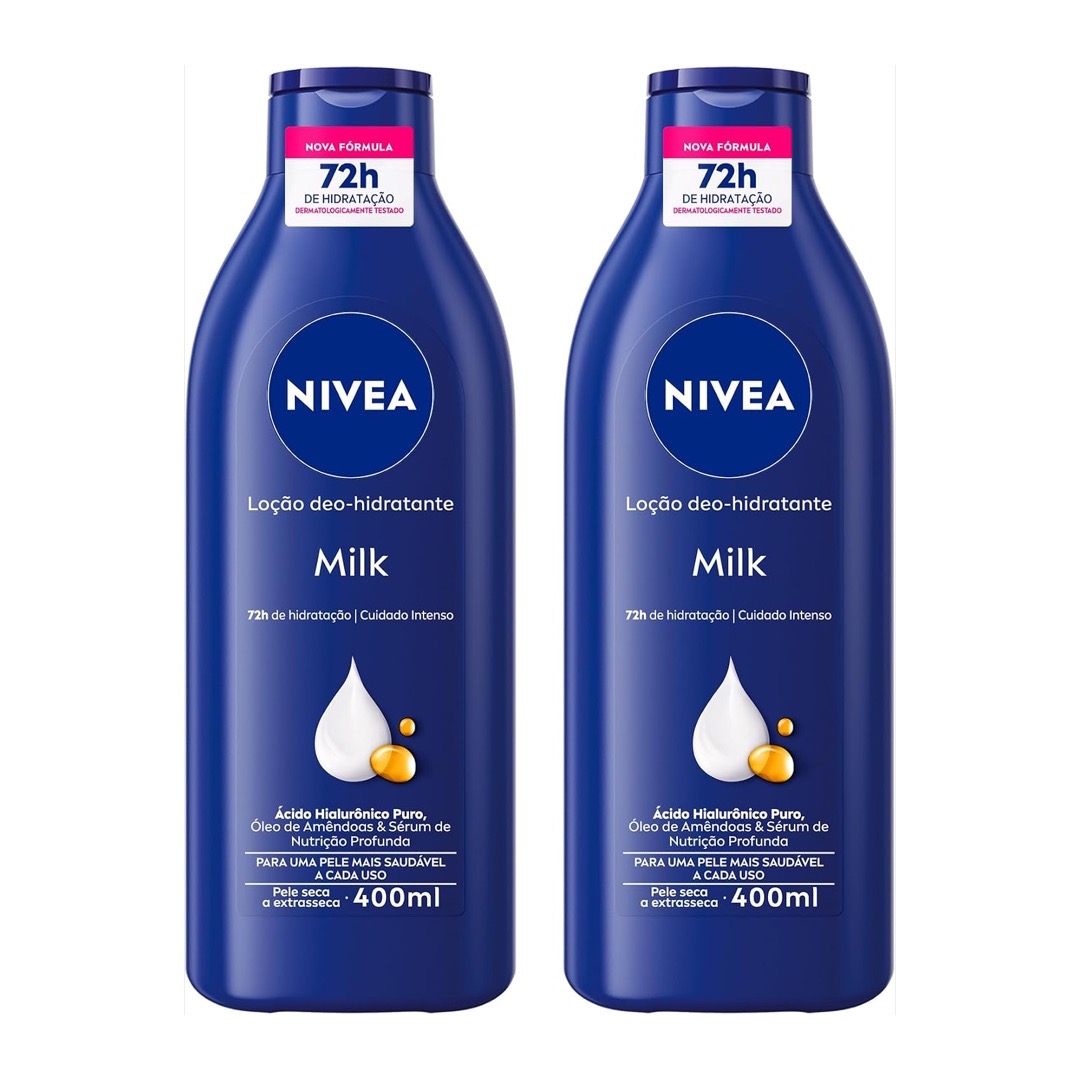 NOVA FÓRMULA
72h
DE HIDRATAÇÃO
DERMATOLOGICAMENTE TESTADO
NIVEA
Loção deo-hidratante
Milk
72h de hidratação | Cuidado Intenso
Ácido Hialurônico Puro,
Óleo de Amêndoas & Sérum de
Nutrição Profunda
PARA UMA PELE MAIS SAUDÁVEL
A CADA USO
Pele seca
a extrasseca · 400ml
NOVA FÓRMULA
72h
DE HIDRATAÇÃO
DERMATOLOGICAMENTE TESTADO
NIVEA
Loção deo-hidratante
Milk
72h de hidratação | Cuidado Intenso
Ácido Hialurônico Puro,
Óleo de Amêndoas & Sérum de
Nutrição Profunda
PARA UMA PELE MAIS SAUDÁVEL
A CADA USO
Pele seca
a extrasseca · 400ml